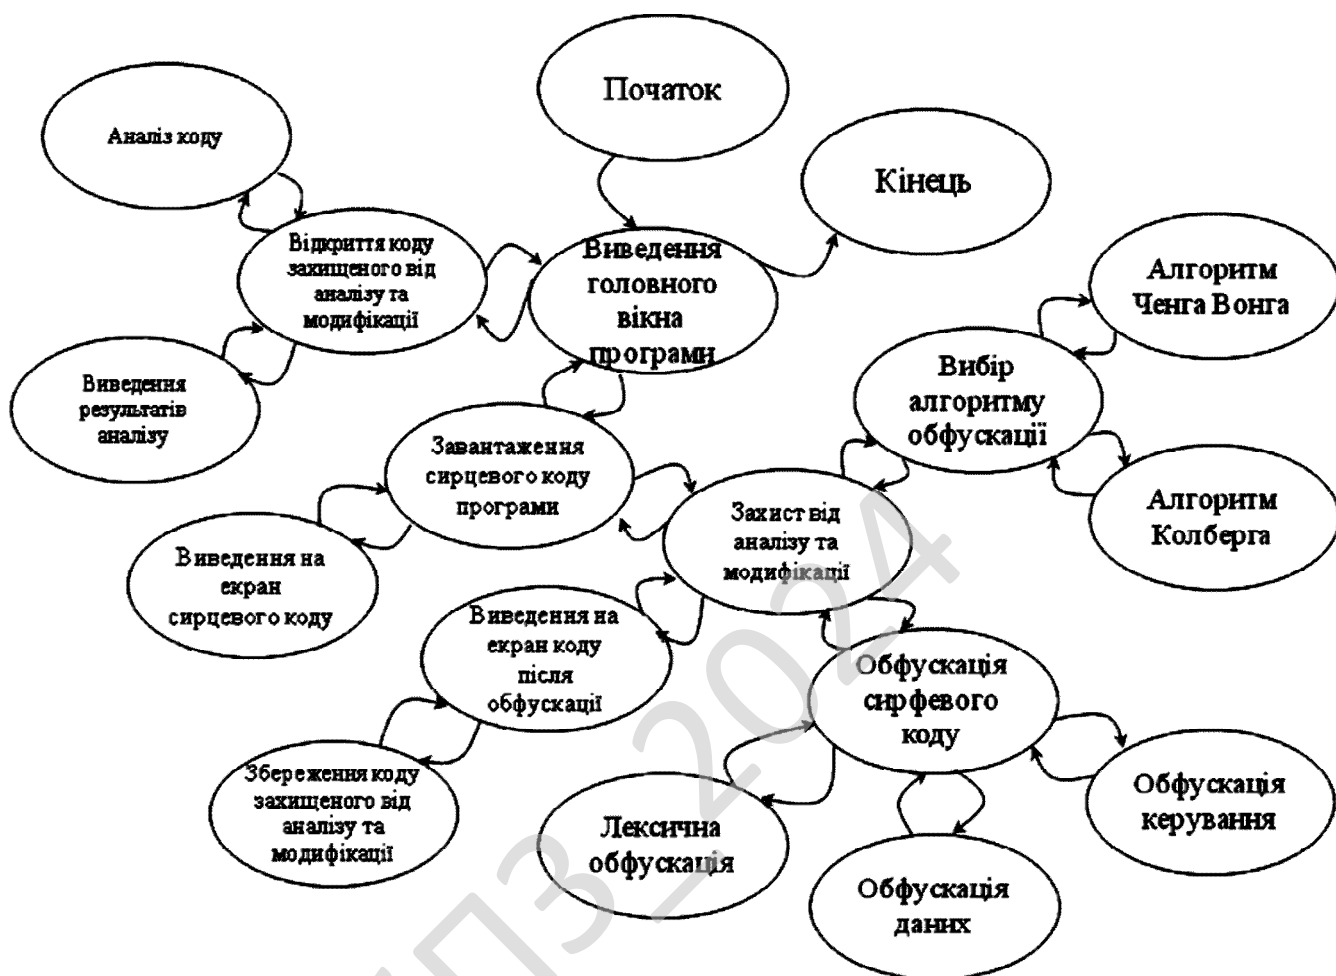 Початок
Аналіз коду
Кінець
Відкриття коду
захищеного від
аналізу та
модифікації
Виведення
головного
вікна
програми
Алгоритм
Ченга Вонга
Виведення
результатів
аналізу
Вибір
алгоритму
обфускації
Завантаження
сирцевого коду
програми
Алгоритм
Колберга
Захист від
аналізу та
модифікації
Виведення на
екран
сирцевого коду
Виведення на
екран коду
після
обфускації
Обфускація
сирфевого
коду
Збереження коду
захищеного від
аналізу та
модифікації
Лексична
обфускація
Обфускація
керування
Обфускація
даних
ПЗ_2024